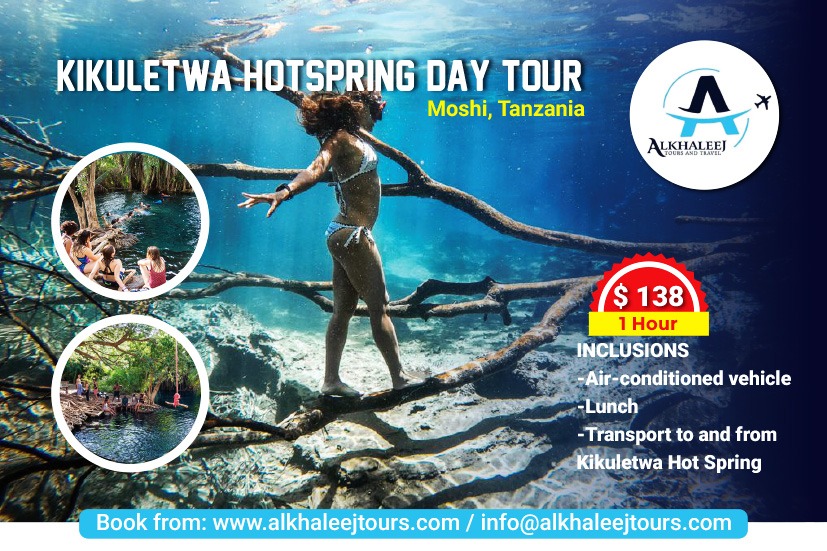 KIKULETWA HOTSPRING DAY TOUR
Moshi, Tanzania
A
ALKHALEEJ
TOURS AND TRAVEL
$ 138
1 Hour
INCLUSIONS
-Air-conditioned vehicle
-Lunch
-Transport to and from
Kikuletwa Hot Spring
Book from: www.alkhaleejtours.com / info@alkhaleejtours.com